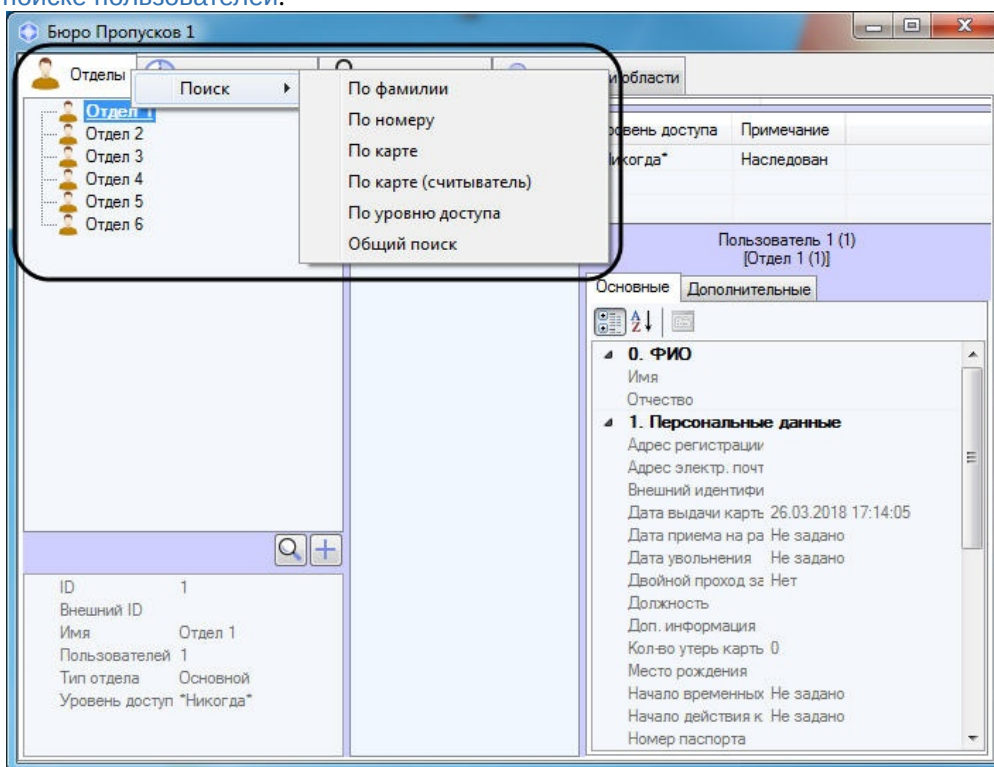 поиске пользователей.
Бюро Пропусков 1
Отделы
Поиск
По фамилии
По номеру
По карте
По карте (считыватель)
По уровню доступа
Общий поиск
области
Отдел 1
Отдел 2
Отдел 3
Отдел 4
Отдел 5
Отдел 6
доступа Примечание
Наследован
Пользователь 1 (1)
[Отдел 1 (1)]
Основные Дополнительные
0. ФИО
Имя
Отчество
1. Персональные данные
Адрес регистрации
Адрес электр. почт
Внешний идентифи
Дата выдачи карть 26.03.2018 17:14:05
Дата приема на ра Не задано
Дата увольнения Не задано
Двойной проход за Нет
Должность
Доп. информация
Кол-во утерь карть 0
Место рождения
Начало временных Не задано
Начало действия к Не задано
Номер паспорта
ID 1
Внешний ID
Имя Отдел 1
Пользователей 1
Тип отдела Основной
Уровень доступ *Никогда*